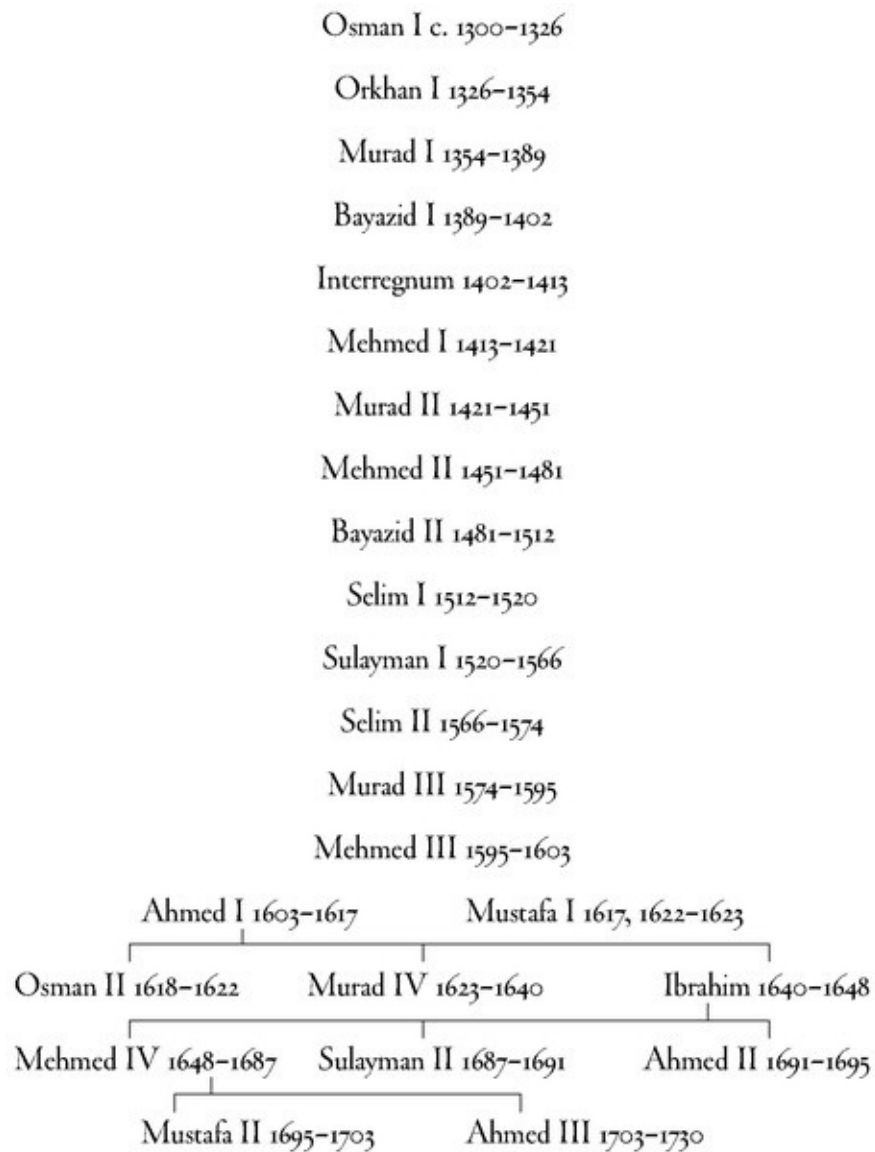 Osman I c. 1300–1326
Orkhan I 1326–1354
Murad I 1354–1389
Bayazid I 1389–1402
Interregnum 1402–1413
Mehmed I 1413–1421
Murad II 1421–1451
Mehmed II 1451–1481
Bayazid II 1481–1512
Selim I 1512–1520
Sulayman I 1520–1566
Selim II 1566–1574
Murad III 1574–1595
Mehmed III 1595–1603
Ahmed I 1603–1617 Mustafa I 1617, 1622–1623
Osman II 1618–1622 Murad IV 1623–1640 Ibrahim 1640–1648
Mehmed IV 1648–1687 Sulayman II 1687–1691 Ahmed II 1691–1695
Mustafa II 1695–1703 Ahmed III 1703–1730